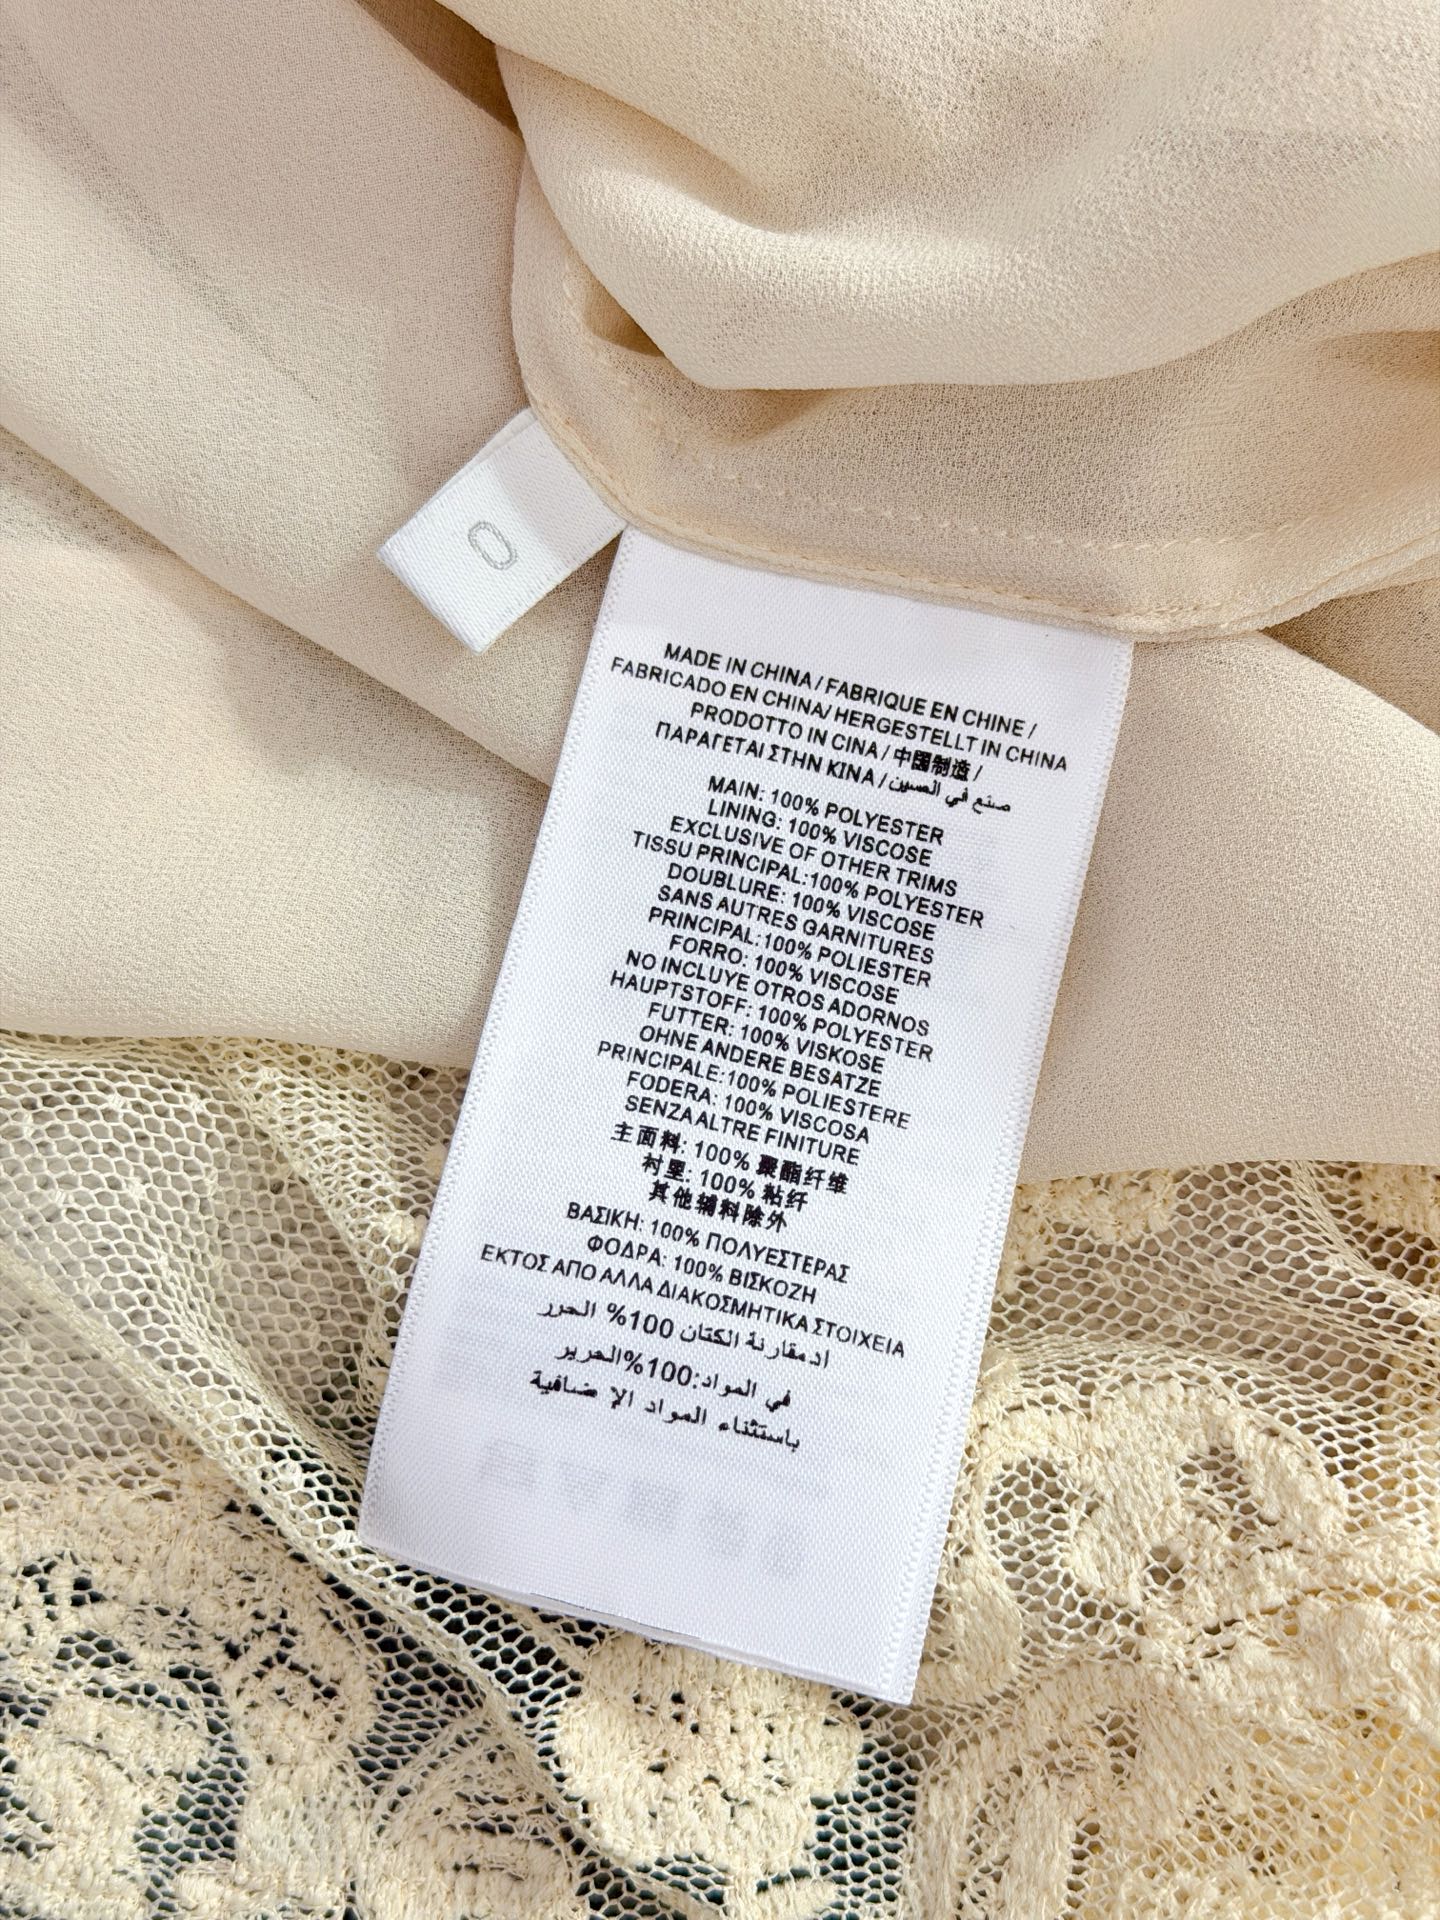 0
MADE IN CHINA / FABRIQUE EN CHINE /
FABRICADO EN CHINA/ HERGESTELLT IN CHINA
PRODOTTO IN CINA / 中国制造 /
ΠΑΡΑΓΕΤΑΙ ΣΤΗΝ ΚΙΝΑ / صنع في الصين
MAIN: 100% POLYESTER
LINING: 100% VISCOSE
EXCLUSIVE OF OTHER TRIMS
TISSU PRINCIPAL:100% POLYESTER
DOUBLURE: 100% VISCOSE
SANS AUTRES GARNITURES
PRINCIPAL:100% POLIESTER
FORRO: 100% VISCOSE
NO INCLUYE OTROS ADORNOS
HAUPTSTOFF: 100% POLYESTER
FUTTER: 100% VISKOSE
OHNE ANDERE BESATZE
PRINCIPALE:100% POLIESTERE
FODERA: 100% VISCOSA
SENZA ALTRE FINITURE
主面料: 100% 聚酯纤维
衬里: 100% 粘纤
其他辅料除外
ΒΑΣΙΚΗ: 100% ΠΟΛΥΕΣΤΕΡΑΣ
ΦΟΔΡΑ: 100% ΒΙΣΚΟΖΗ
ΕΚΤΟΣ ΑΠΟ ΑΛΛΑ ΔΙΑΚΟΣΜΗΤΙΚΑ ΣΤΟΙΧΕΙΑ
اد مقارنة الكتان 100% الحرر
في المواد:100%الحرير
باستثناء المواد الإ ضافية